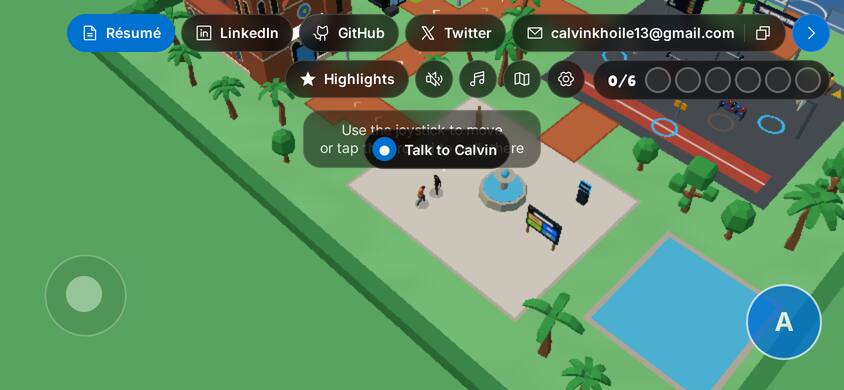 Résumé
LinkedIn
GitHub
Twitter
calvinkhoile13@gmail.com
Highlights
0/6
Use the joystick to move
or tap
Talk to Calvin
A